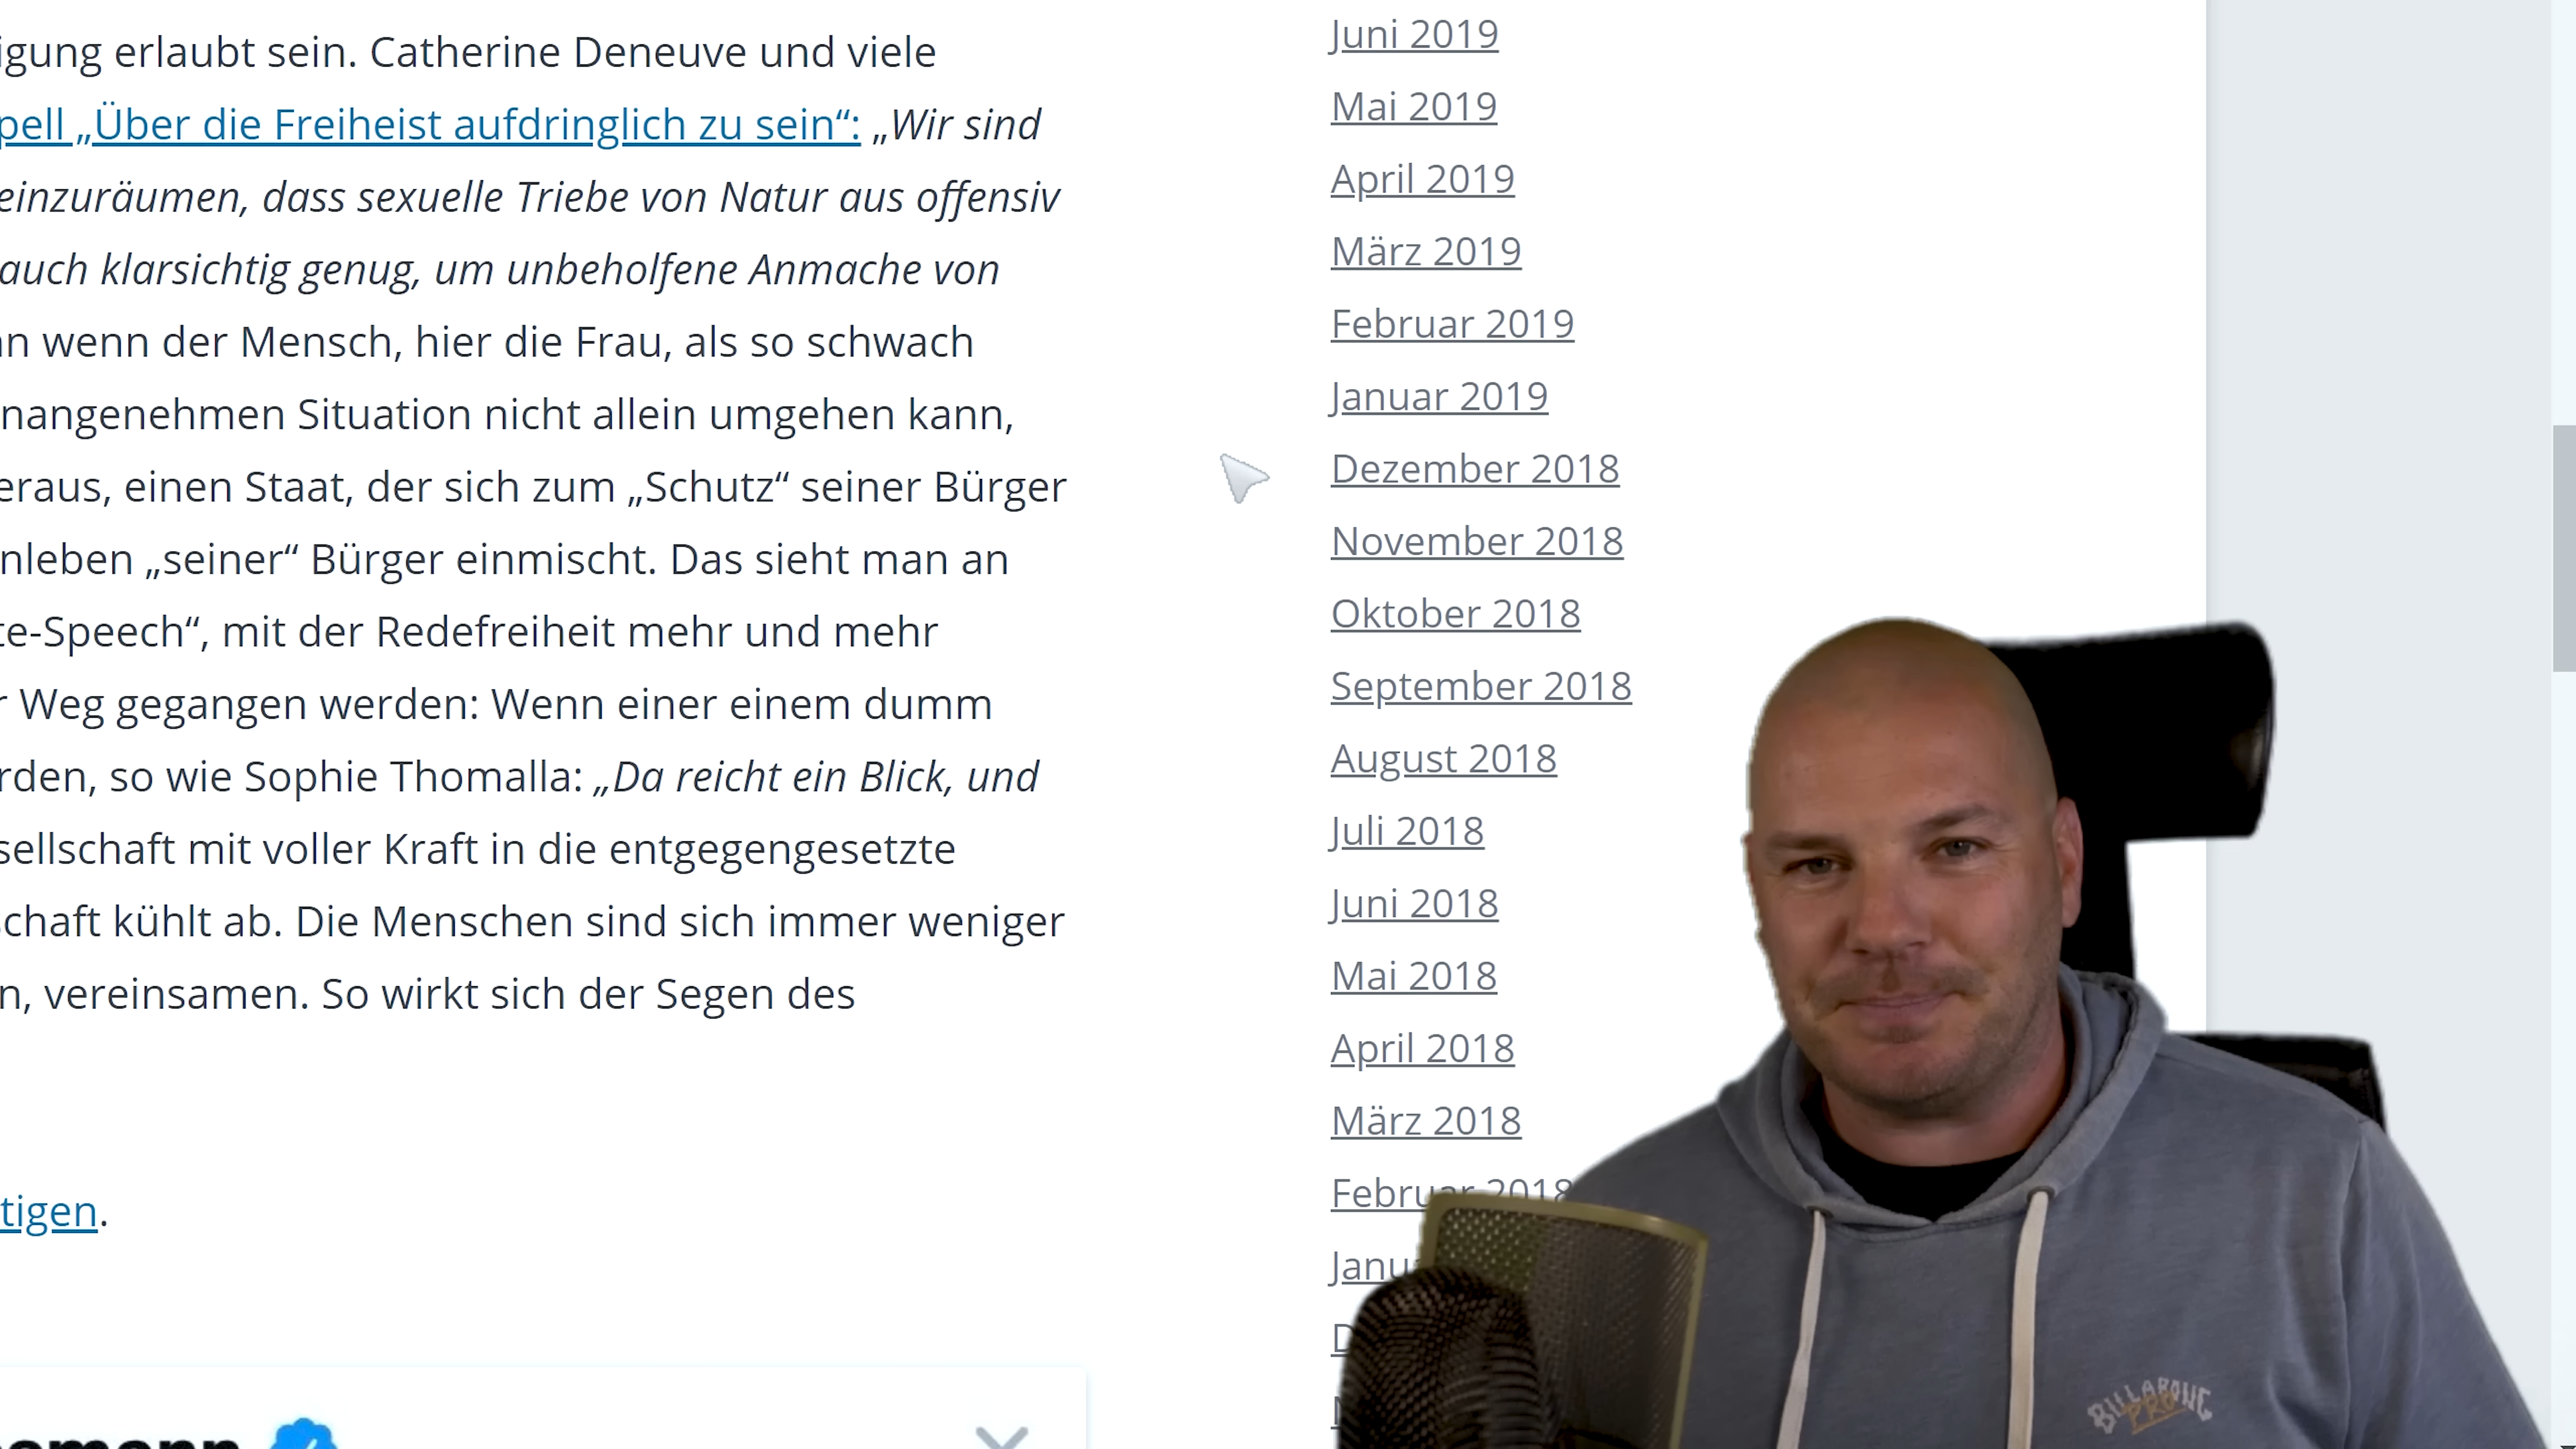 igung erlaubt sein. Catherine Deneuve und viele
pell „Über die Freiheist aufdringlich zu sein“: „Wir sind
einzuräumen, dass sexuelle Triebe von Natur aus offensiv
auch klarsichtig genug, um unbeholfene Anmache von
n wenn der Mensch, hier die Frau, als so schwach
nangenehmen Situation nicht allein umgehen kann,
eraus, einen Staat, der sich zum „Schutz“ seiner Bürger
nleben „seiner“ Bürger einmischt. Das sieht man an
te-Speech“, mit der Redefreiheit mehr und mehr
r Weg gegangen werden: Wenn einer einem dumm
rden, so wie Sophie Thomalla: „Da reicht ein Blick, und
sellschaft mit voller Kraft in die entgegengesetzte
schaft kühlt ab. Die Menschen sind sich immer weniger
n, vereinsamen. So wirkt sich der Segen des
tigen.
Juni 2019
Mai 2019
April 2019
März 2019
Februar 2019
Januar 2019
Dezember 2018
November 2018
Oktober 2018
September 2018
August 2018
Juli 2018
Juni 2018
Mai 2018
April 2018
März 2018
Februar 2018
Janu
D
BILLABONG
PRO